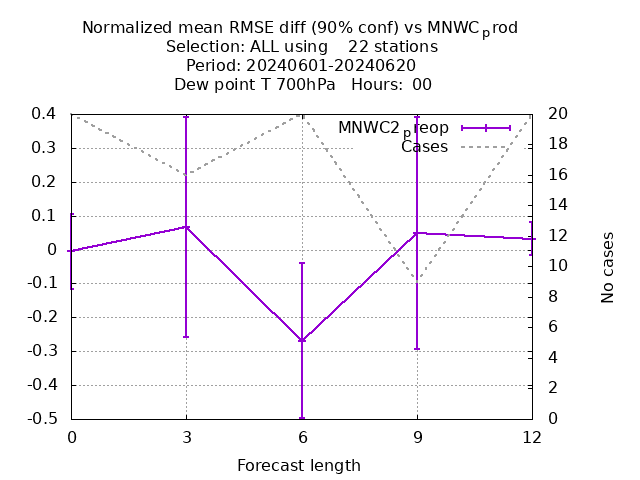 Normalized mean RMSE diff (90% conf) vs MNWCprod
Selection: ALL using    22 stations
Period: 20240601-20240620
Dew point T 700hPa   Hours: 00
MNWC2preop
Cases
0.4
0.3
0.2
0.1
0
-0.1
-0.2
-0.3
-0.4
-0.5
20
18
16
14
12
10
8
6
4
2
0
No cases
0 3 6 9 12
Forecast length